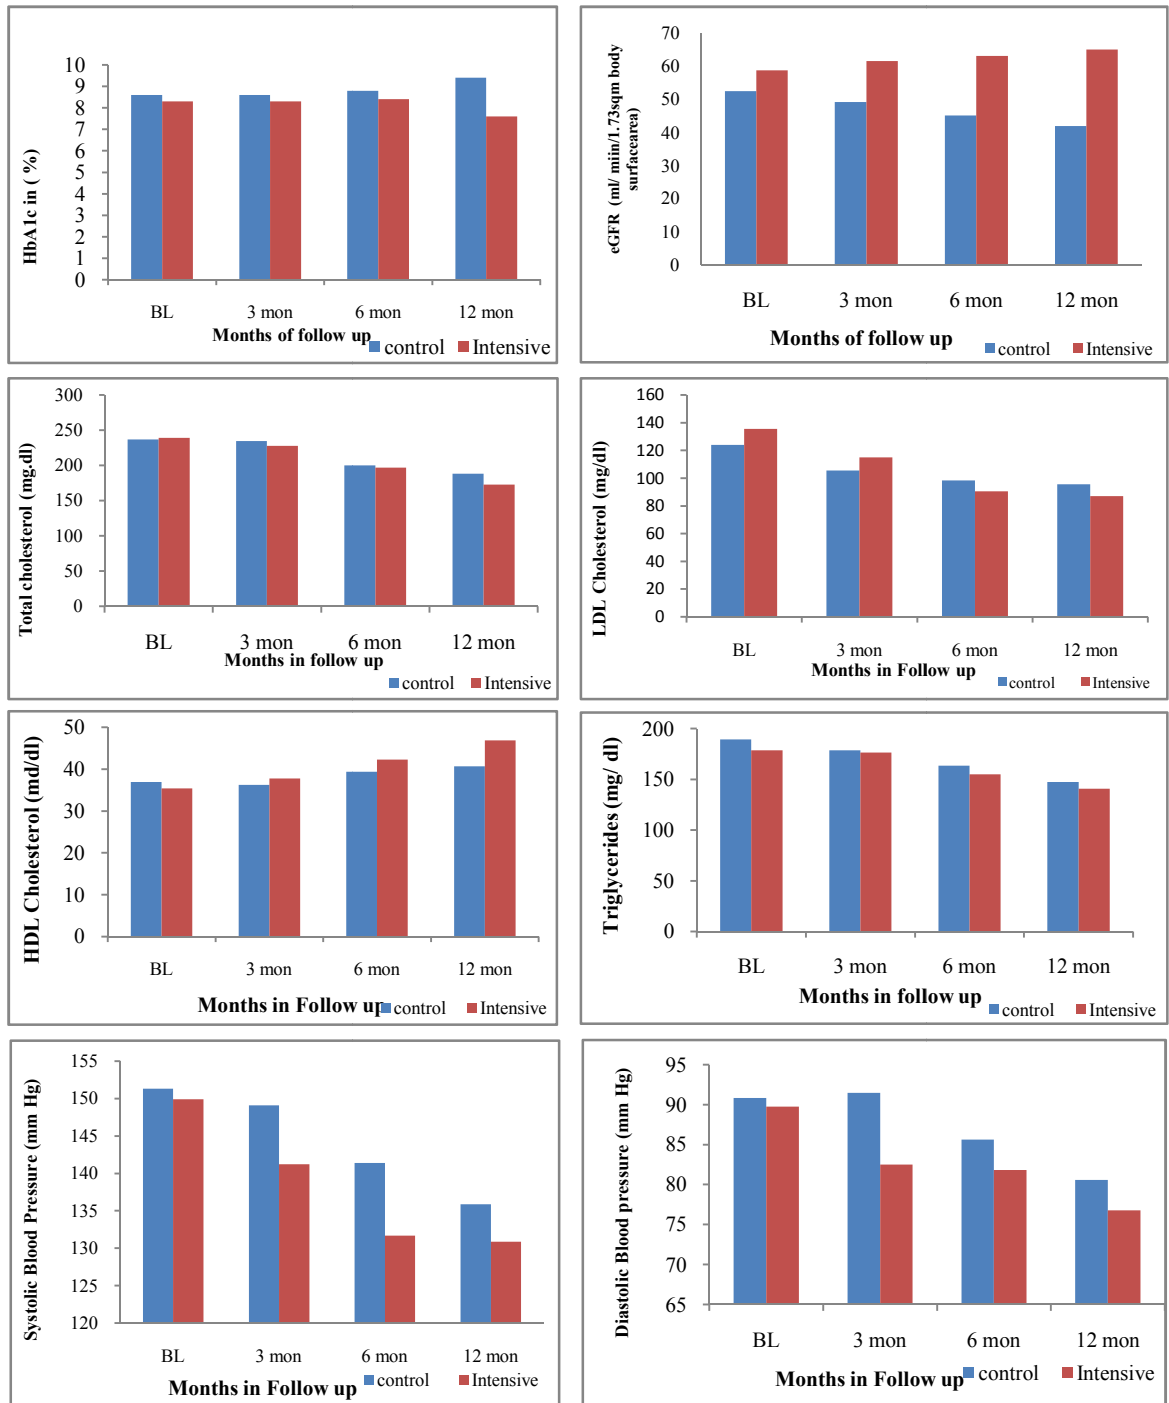 HbA1c in ( %)
10
9
8
7
6
5
4
3
2
1
0
BL 3 mon 6 mon 12 mon
Months of follow up
control Intensive
eGFR (ml/ miin/1.73sqm body
surfacearea)
70
60
50
40
30
20
10
0
BL 3 mon 6 mon 12 mon
Months of follow up
control Intensive
Total cholesterol (mg.dl)
300
250
200
150
100
50
0
BL 3 mon 6 mon 12 mon
Months in follow up
control Intensive
LDL Cholesterol (mg/dl)
160
140
120
100
80
60
40
20
0
BL 3 mon 6 mon 12 mon
Months in Follow up
control Intensive
HDL Cholesterol (md/dl)
50
40
30
20
10
0
BL 3 mon 6 mon 12 mon
Months in Follow up
control Intensive
Triglycerides (mg/ dl)
200
150
100
50
0
BL 3 mon 6 mon 12 mon
Months in follow up
control Intensive
Systolic Blood Pressure (mm Hg)
155
150
145
140
135
130
125
120
BL 3 mon 6 mon 12 mon
Months in Follow up
control Intensive
Diastolic Blood pressure (mm Hg)
95
90
85
80
75
70
65
BL 3 mon 6 mon 12 mon
Months in Follow up
control Intensive